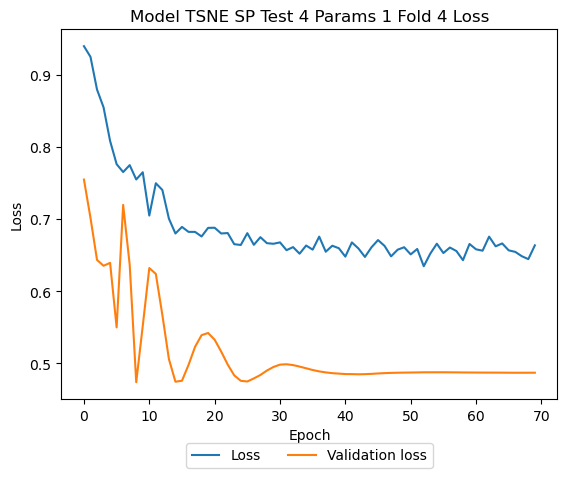 Model TSNE SP Test 4 Params 1 Fold 4 Loss
0.9
0.8
0.7
0.6
0.5
Loss
0 10 20 30 40 50 60 70
Epoch
Loss Validation loss